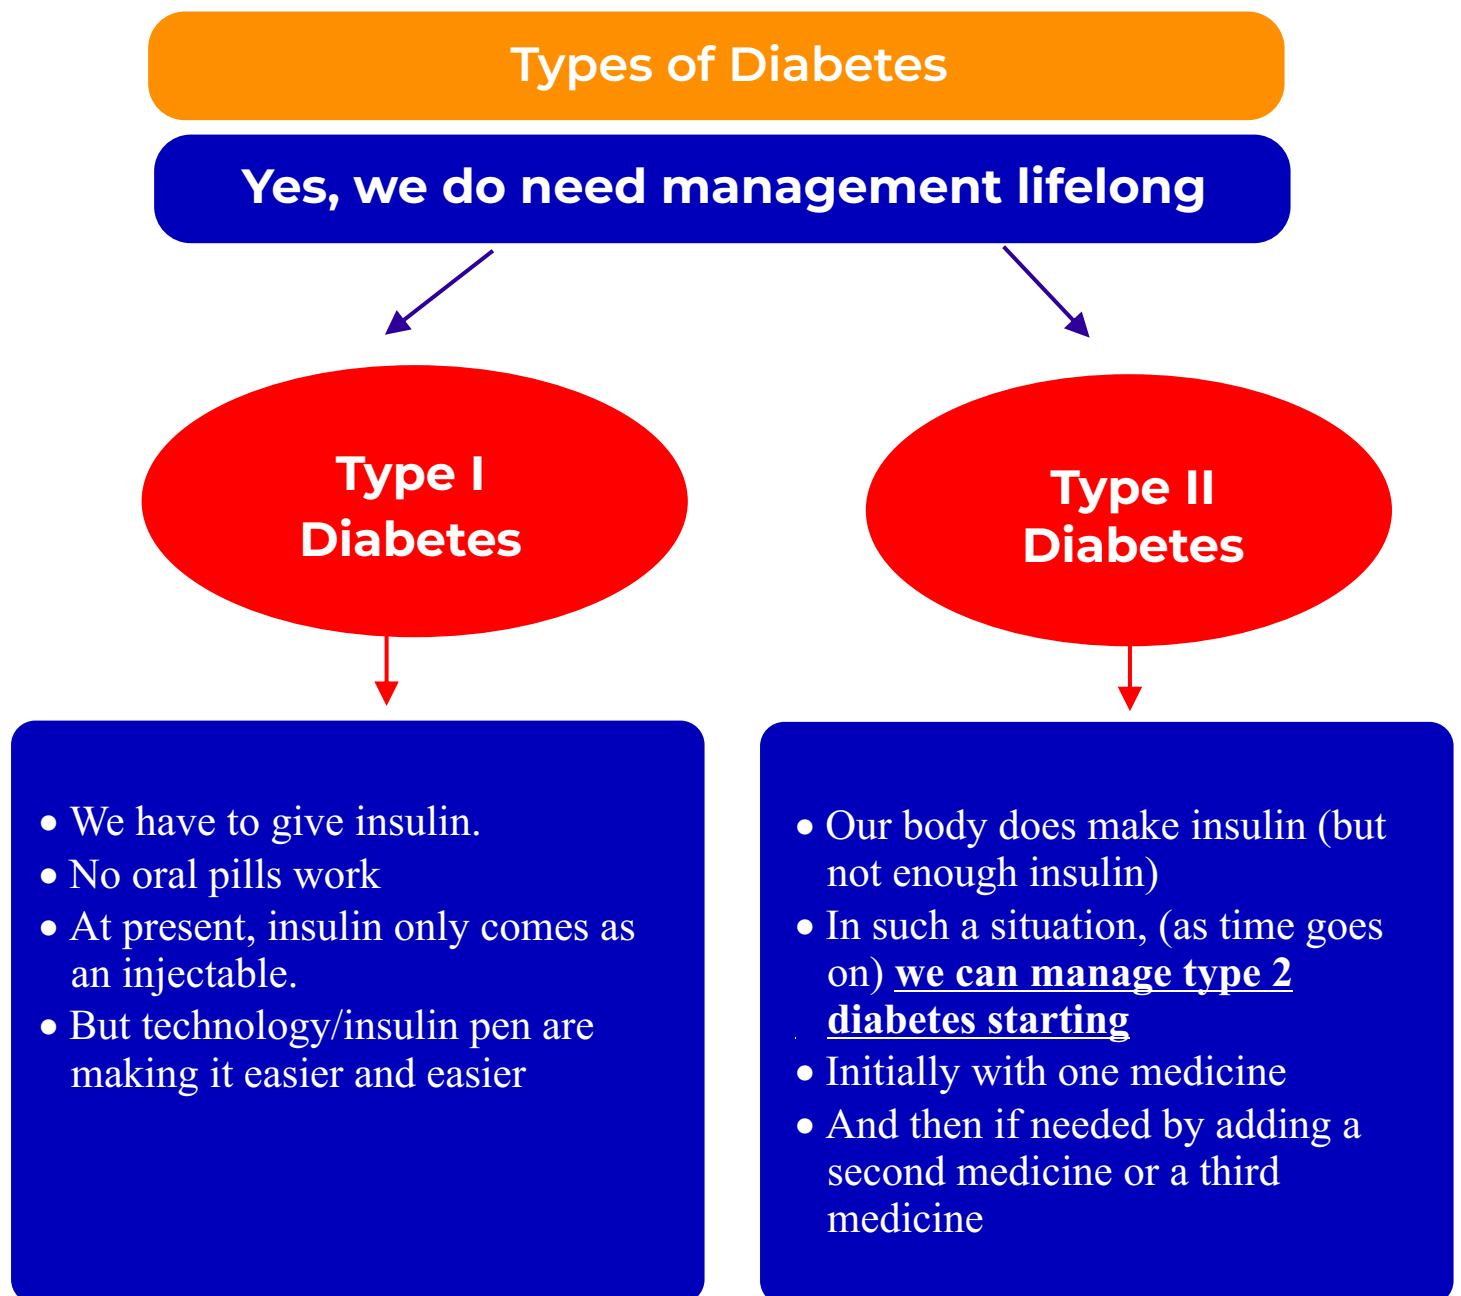 Types of Diabetes
Yes, we do need management lifelong
Type I
Diabetes
• We have to give insulin.
• No oral pills work
• At present, insulin only comes as
an injectable.
• But technology/insulin pen are
making it easier and easier
Type II
Diabetes
• Our body does make insulin (but
not enough insulin)
• In such a situation, (as time goes
on) we can manage type 2
diabetes starting
• Initially with one medicine
• And then if needed by adding a
second medicine or a third
medicine